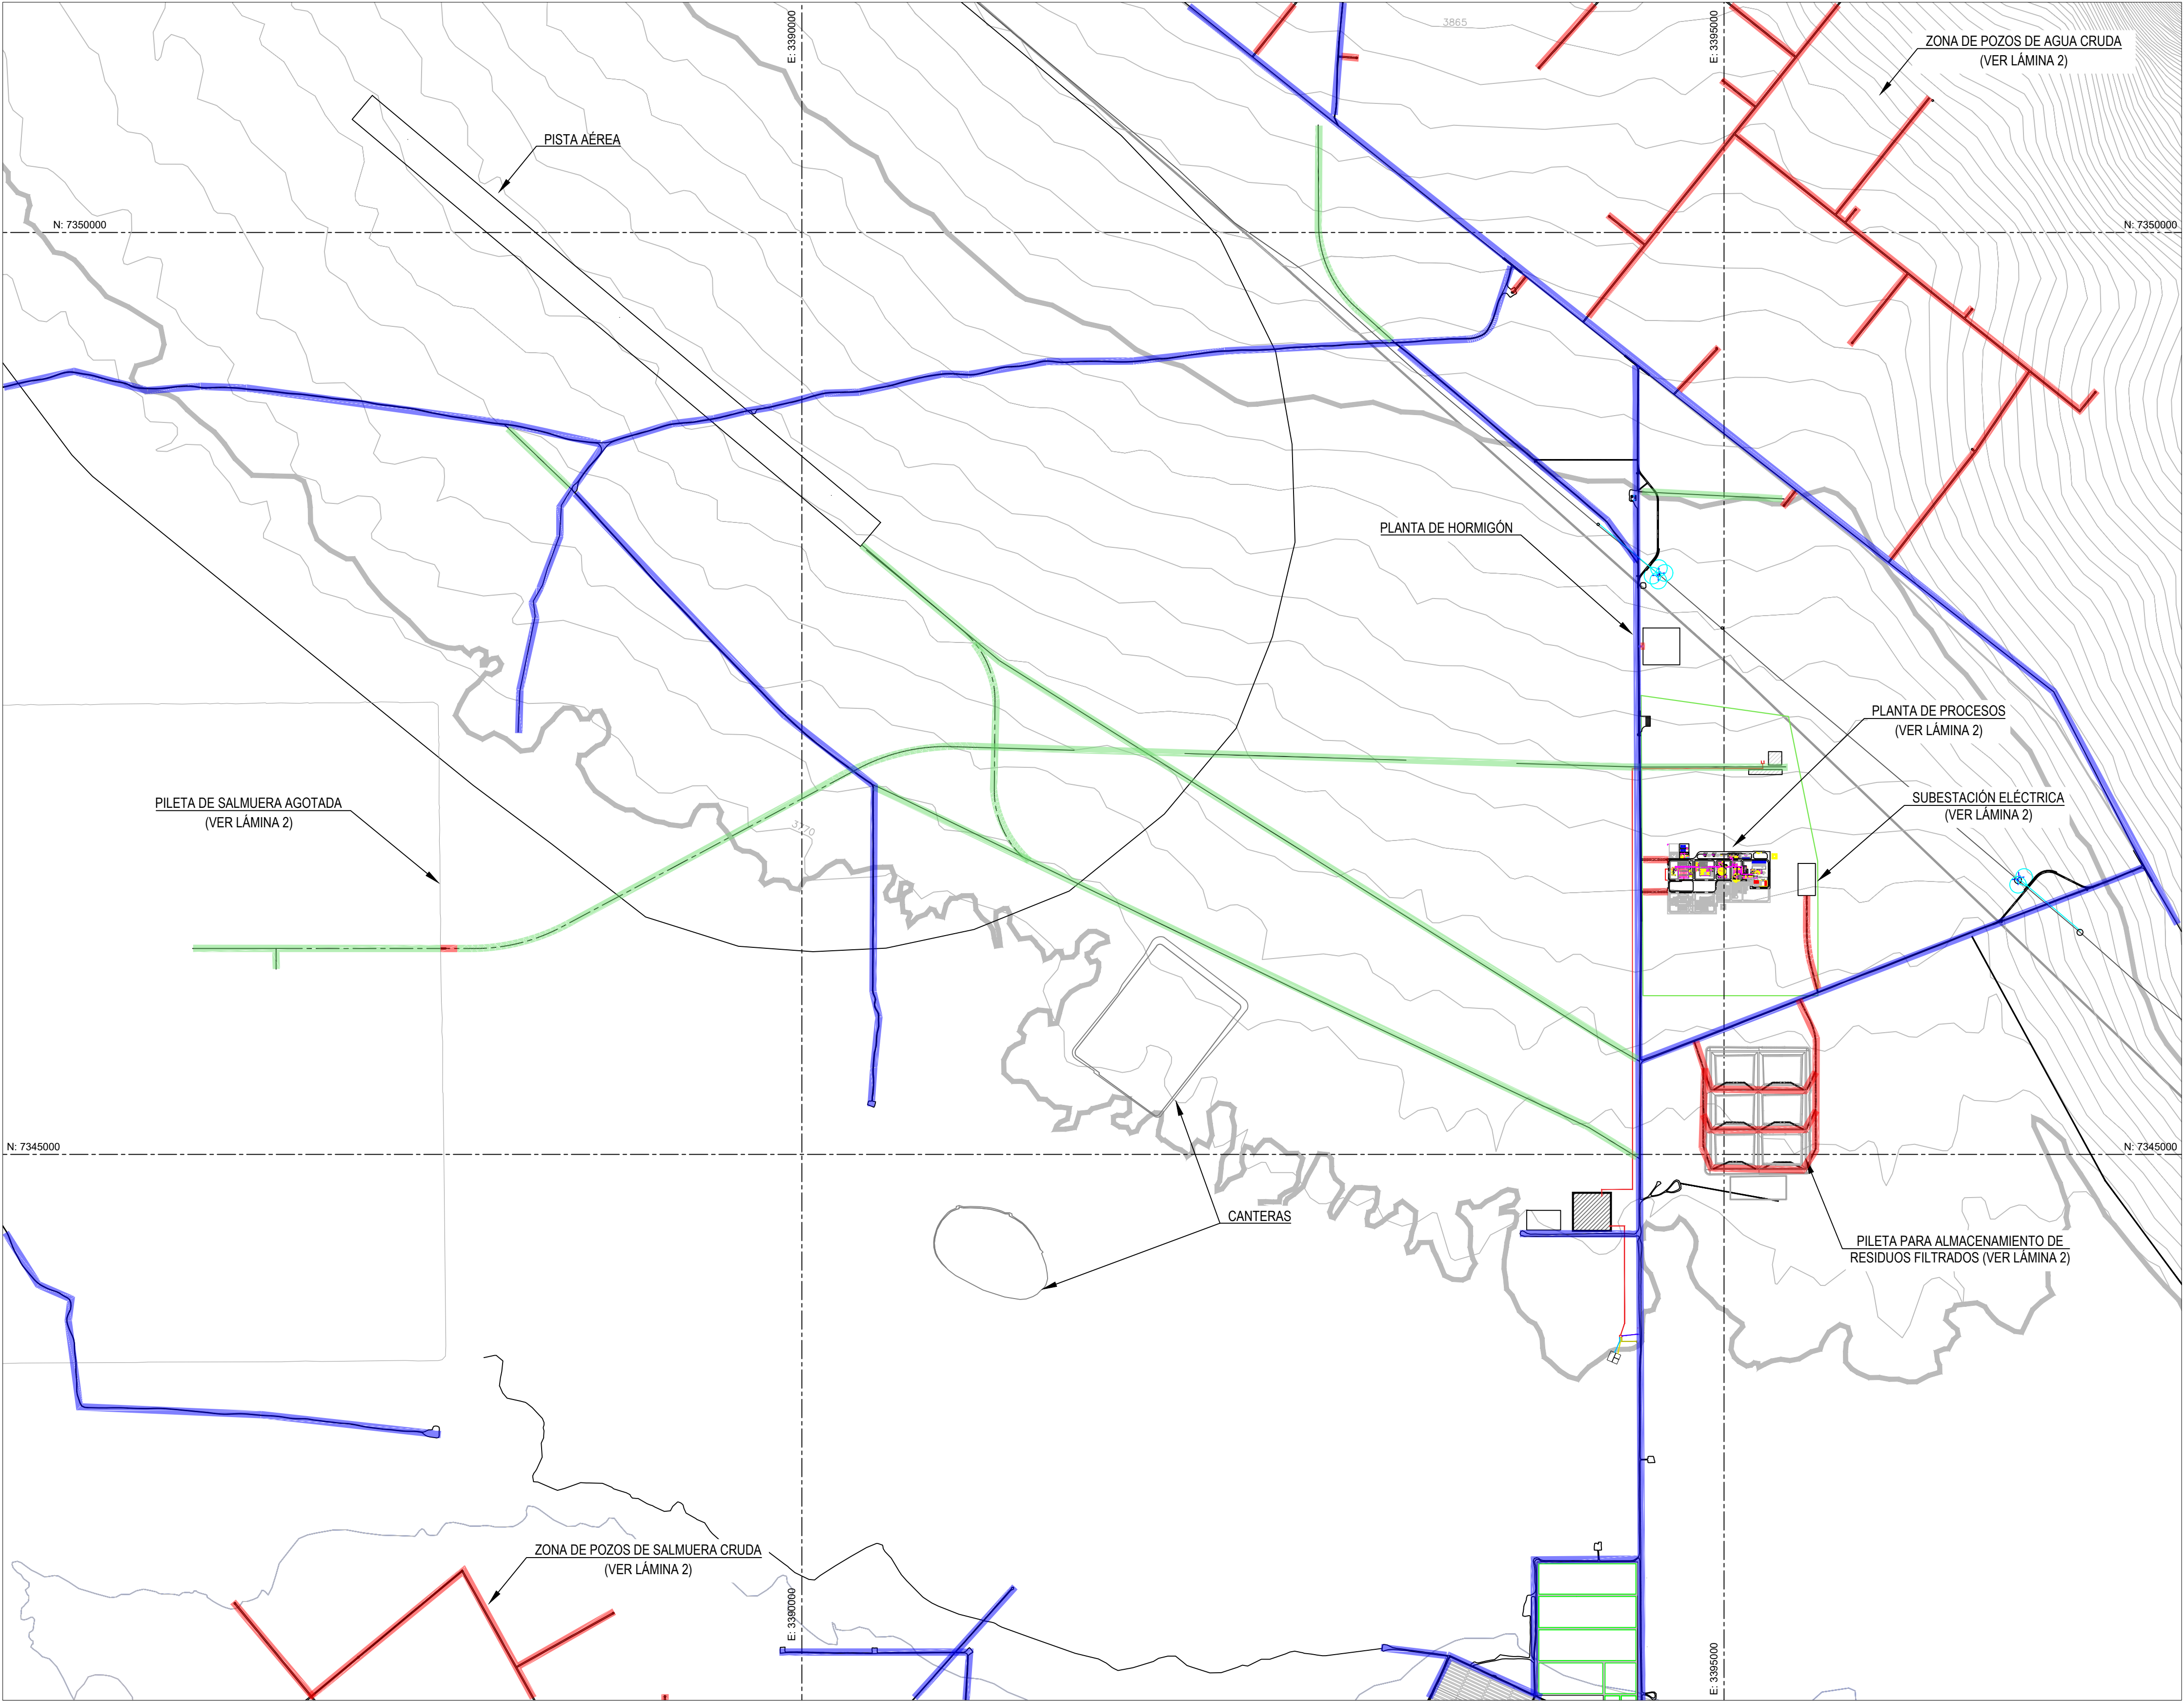 3865
E: 3390000
E: 3395000
ZONA DE POZOS DE AGUA CRUDA
(VER LÁMINA 2)
PISTA AÉREA
N: 7350000
N: 7350000
PLANTA DE HORMIGÓN
PLANTA DE PROCESOS
(VER LÁMINA 2)
PILETA DE SALMUERA AGOTADA
(VER LÁMINA 2)
SUBESTACIÓN ELÉCTRICA
(VER LÁMINA 2)
3770
N: 7345000
N: 7345000
CANTERAS
PILETA PARA ALMACENAMIENTO DE
RESIDUOS FILTRADOS (VER LÁMINA 2)
ZONA DE POZOS DE SALMUERA CRUDA
(VER LÁMINA 2)
E: 3390000
E: 3395000